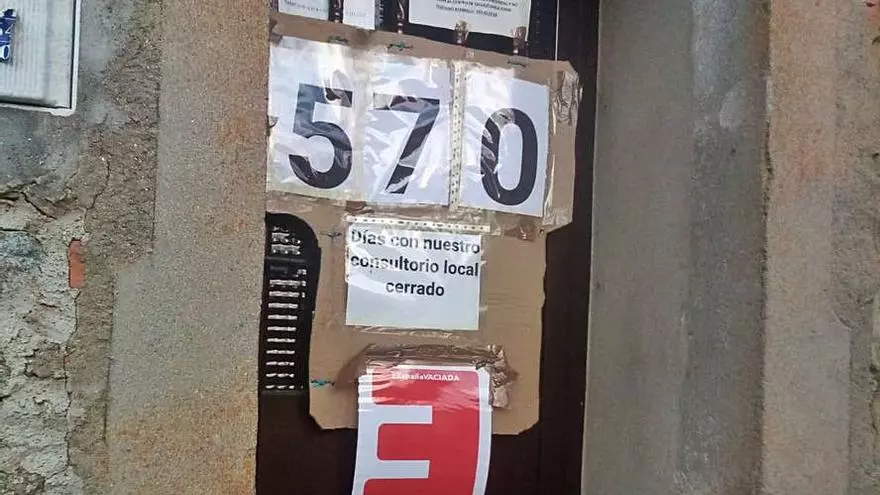 570
Días con nuestro
consultorio local
cerrado
#EspañaVACIADA
E